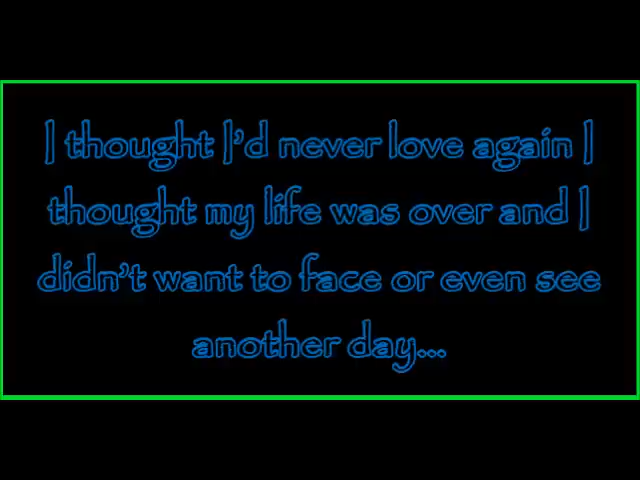 I thought I'd never love again I
thought my life was over and I
didn't want to face or even see
another day...